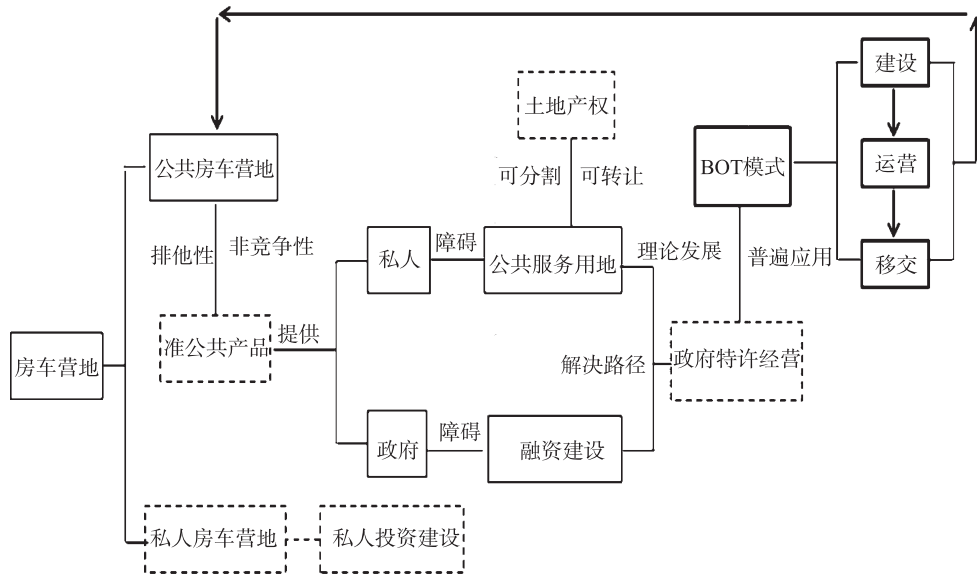 建设
土地产权
公共房车营地
可分割
可转让
BOT模式
运营
排他性
非竞争性
私人
障碍
公共服务用地
理论发展
普遍应用
移交
房车营地
准公共产品
提供
解决路径
政府特许经营
政府
障碍
融资建设
私人房车营地
私人投资建设